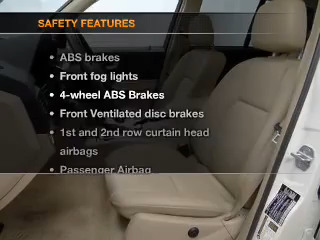 SAFETY FEATURES
• ABS brakes
• Front fog lights
• 4-wheel ABS Brakes
• Front Ventilated disc brakes
• 1st and 2nd row curtain head
airbags
• Passenger Airbag